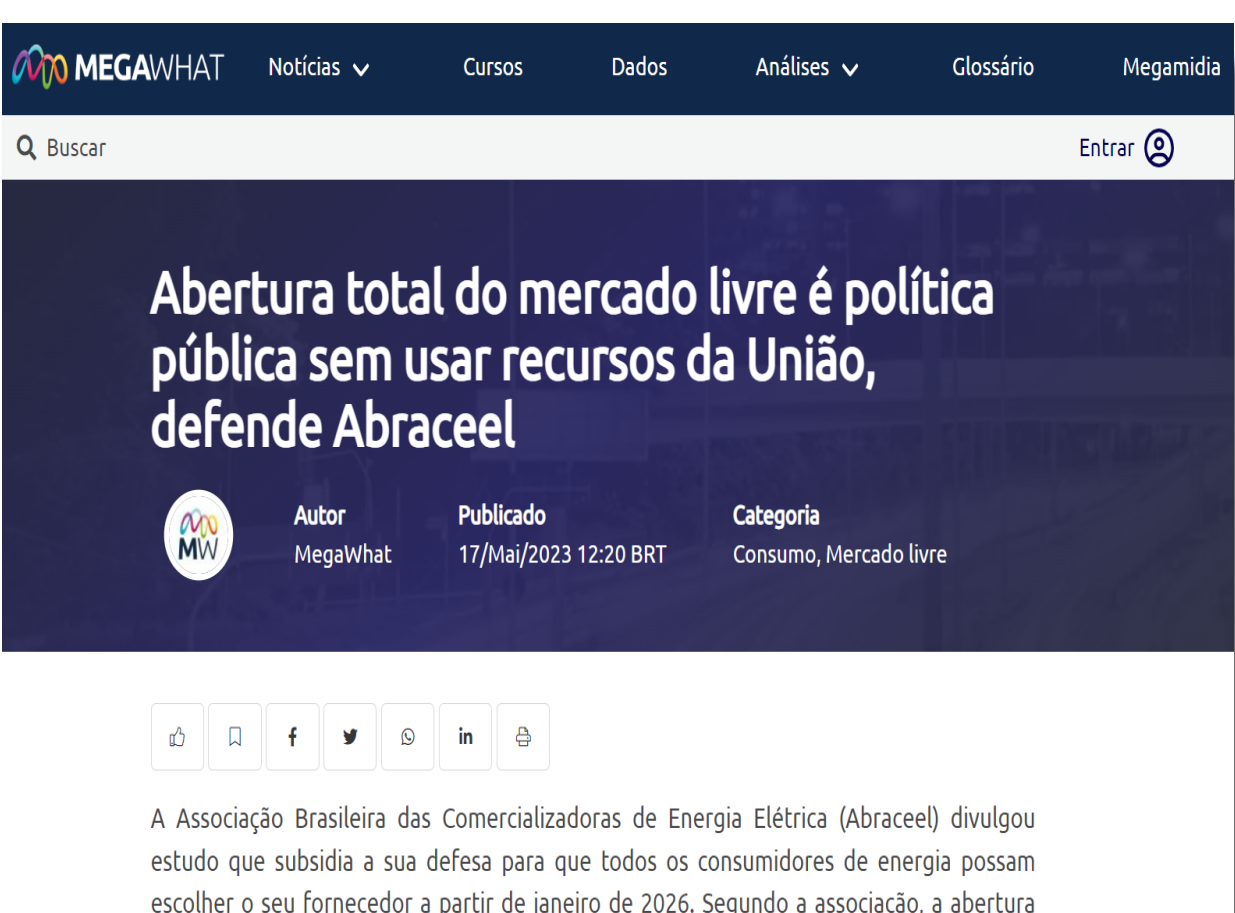 MEGAWHAT Notícias Cursos Dados Análises Glossário Megamidia
Buscar Entrar
Abertura total do mercado livre é política
pública sem usar recursos da União,
defende Abraceel
MW
Autor Publicado Categoria
MegaWhat 17/Mai/2023 12:20 BRT Consumo, Mercado livre
f in
A Associação Brasileira das Comercializadoras de Energia Elétrica (Abraceel) divulgou
estudo que subsidia a sua defesa para que todos os consumidores de energia possam
escolher o seu fornecedor a partir de janeiro de 2026. Segundo a associação, a abertura